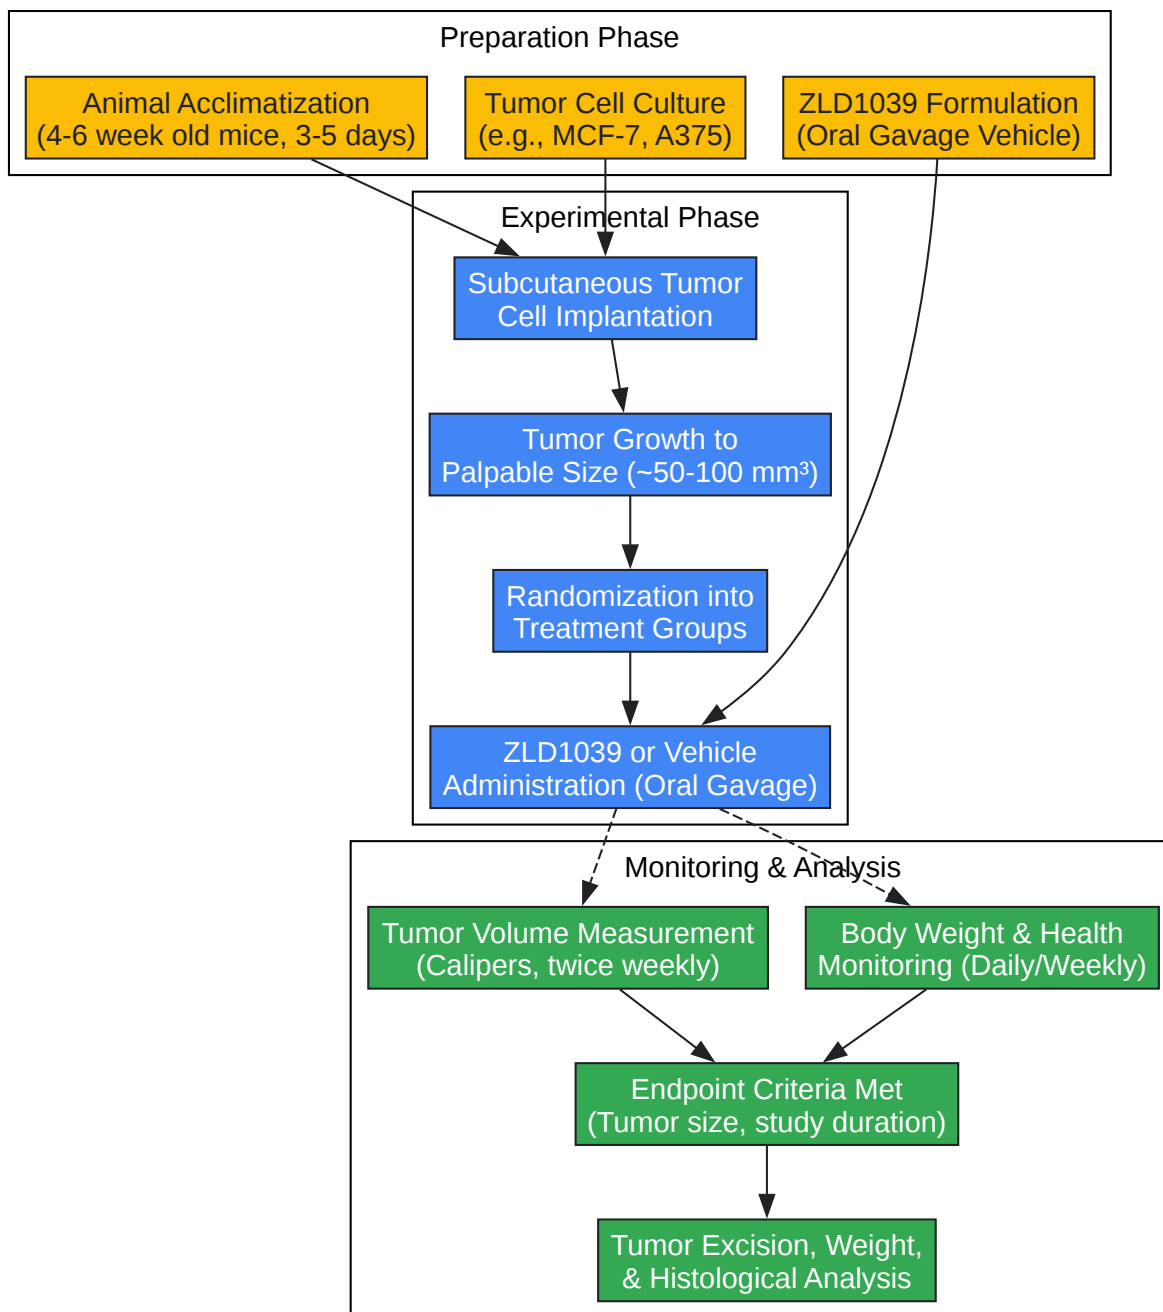 Preparation Phase
Animal Acclimatization
(4-6 week old mice, 3-5 days)
Tumor Cell Culture
(e.g., MCF-7, A375)
ZLD1039 Formulation
(Oral Gavage Vehicle)
Experimental Phase
Subcutaneous Tumor
Cell Implantation
Tumor Growth to
Palpable Size (~50-100 mm³)
Randomization into
Treatment Groups
ZLD1039 or Vehicle
Administration (Oral Gavage)
Monitoring & Analysis
Tumor Volume Measurement
(Calipers, twice weekly)
Body Weight & Health
Monitoring (Daily/Weekly)
Endpoint Criteria Met
(Tumor size, study duration)
Tumor Excision, Weight,
& Histological Analysis